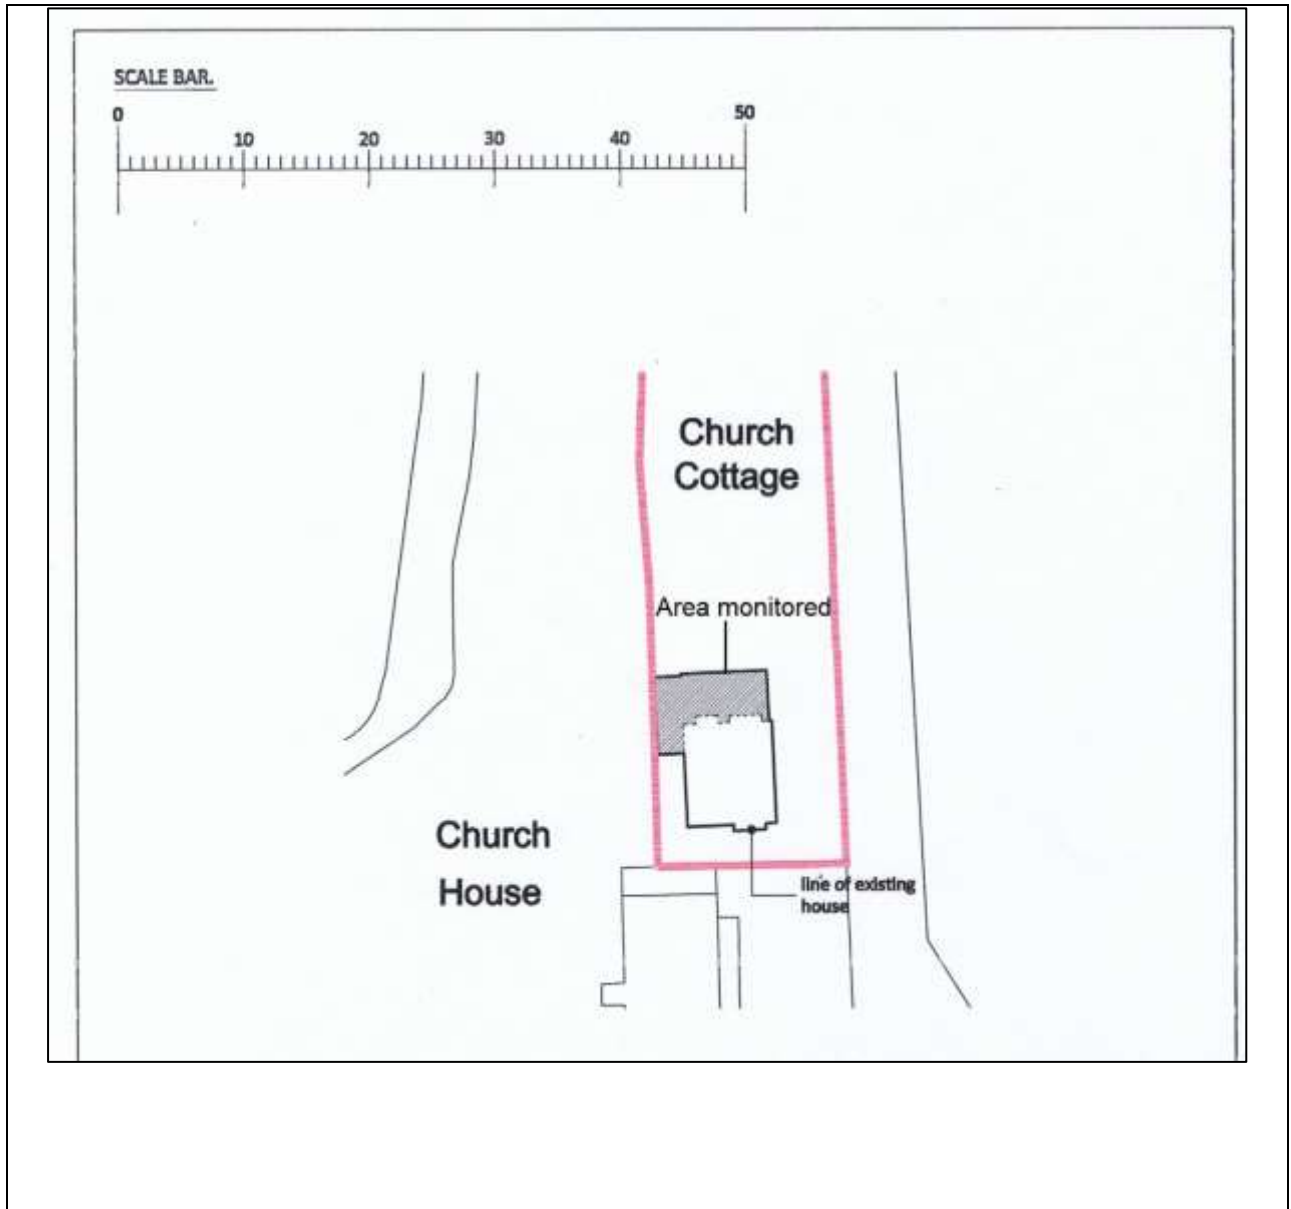 SCALE BAR.
0 10 20 30 40 50
Church
Cottage
Area monitored
Church
House
line of existing
house